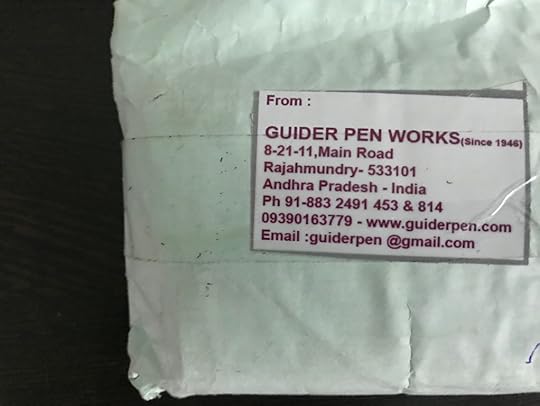 From :
GUIDER PEN WORKS(Since 1946)
8-21-11,Main Road
Rajahmundry- 533101
Andhra Pradesh - India
Ph 91-883 2491 453 & 814
09390163779 - www.guiderpen.com
Email :guiderpen @gmail.com